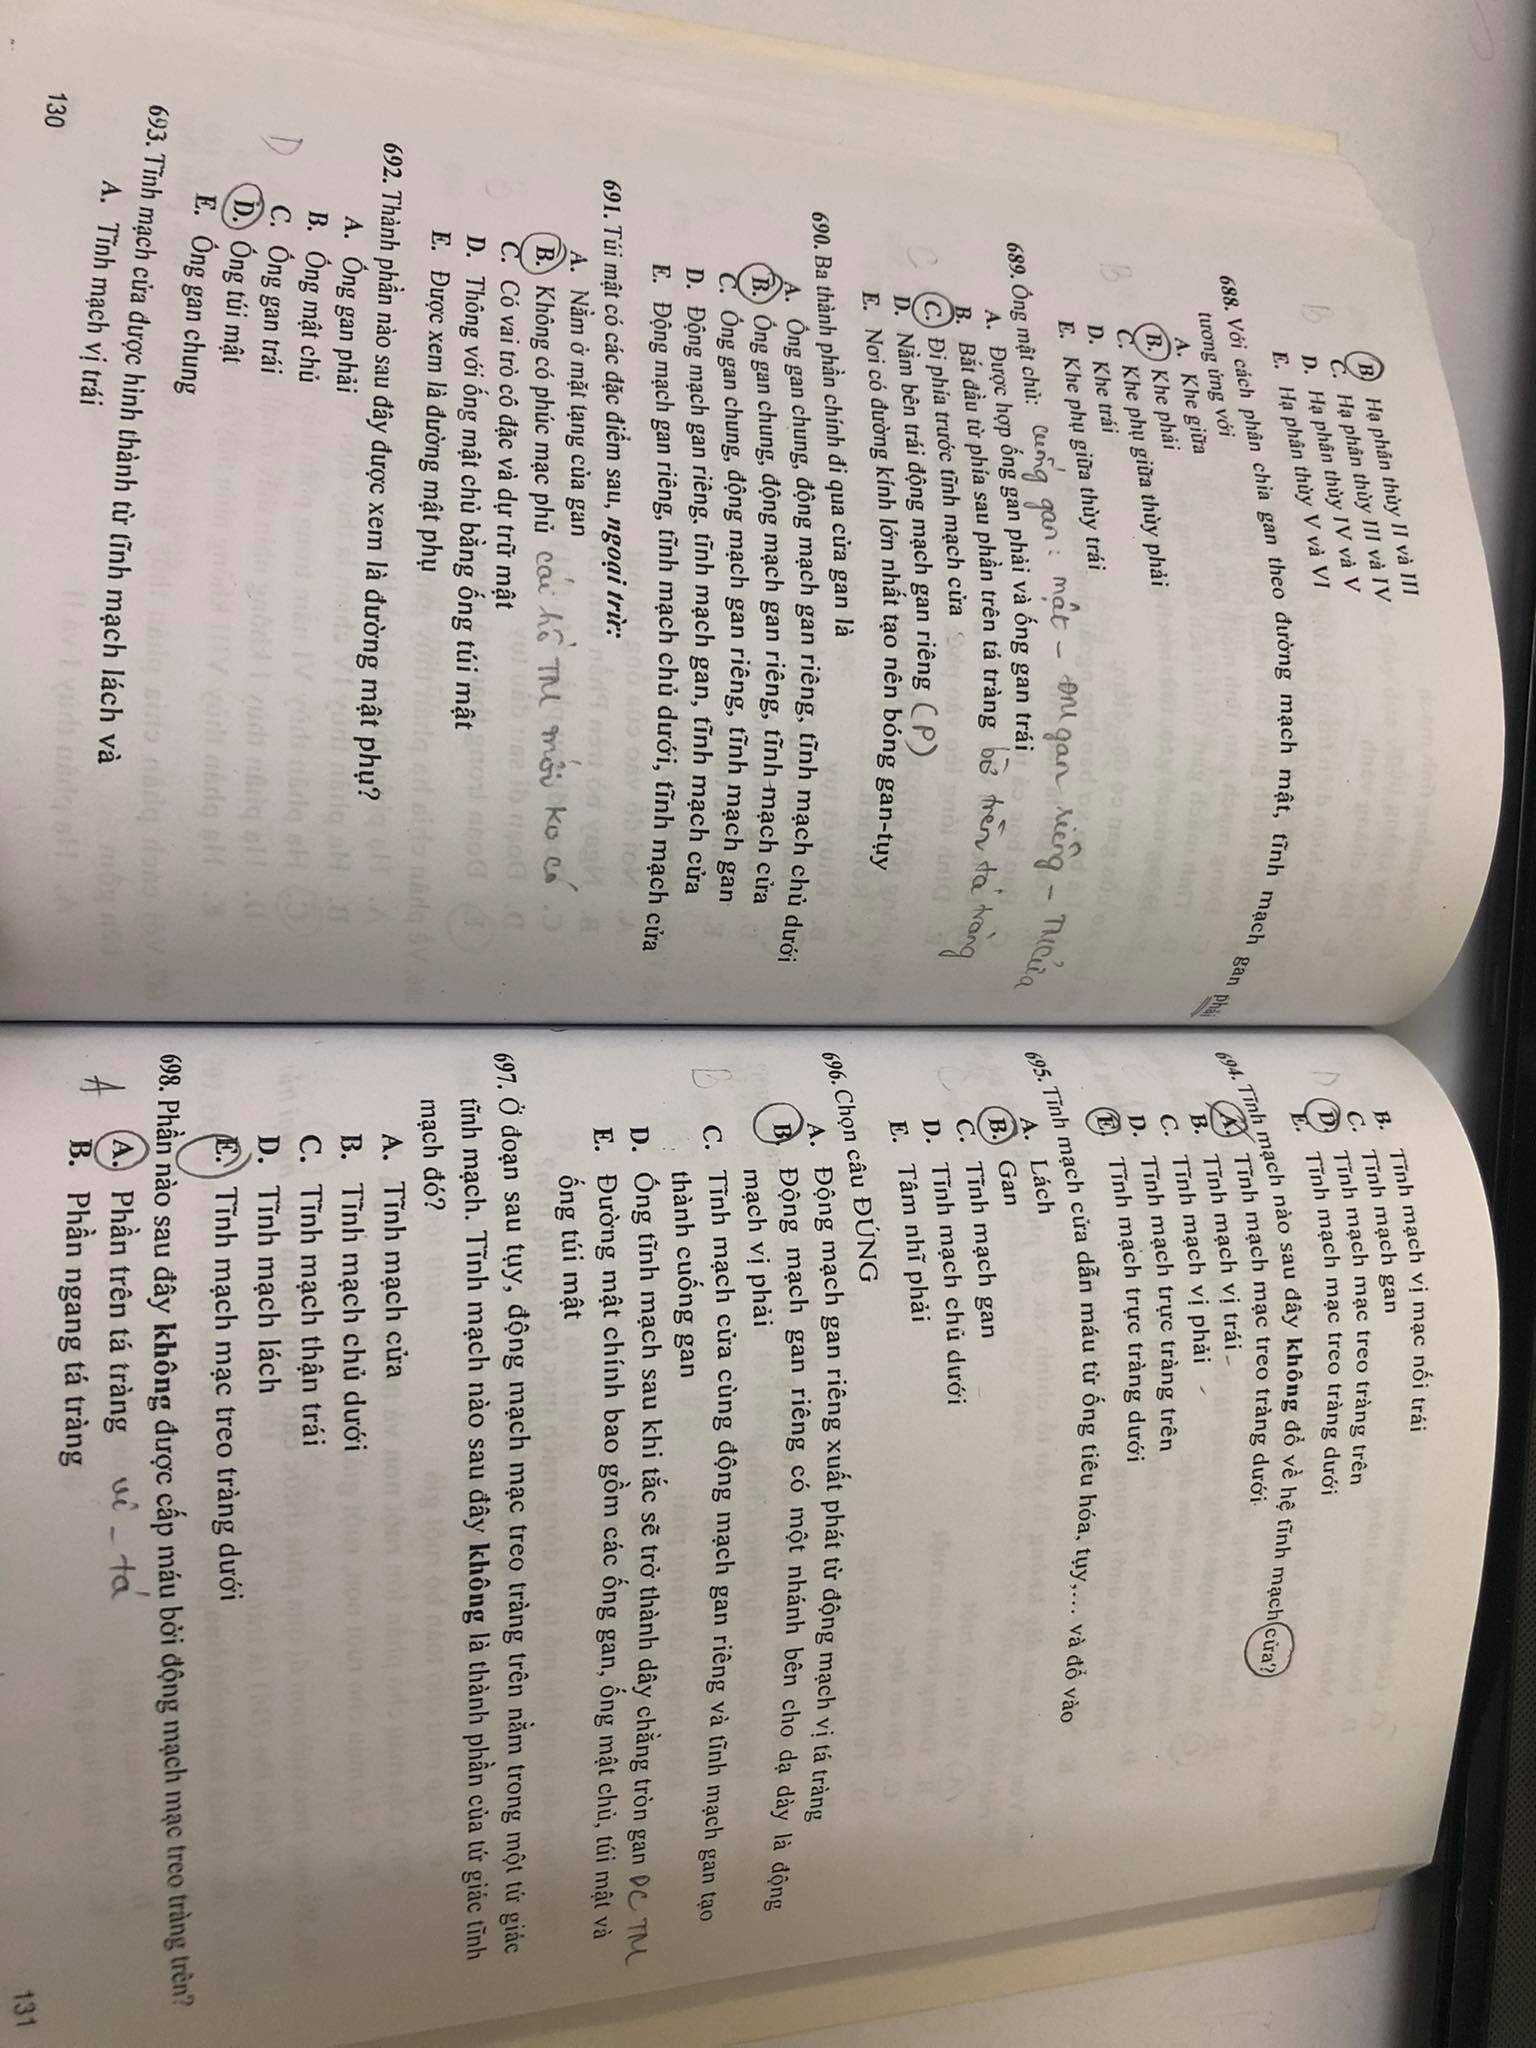 B. Hạ phân thùy II và III
C. Hạ phân thùy III và IV
D. Hạ phân thùy IV và V
E. Hạ phân thùy V và VI
B
688. Với cách phân chia gan theo đường mạch mật, tĩnh mạch gan phải
tương ứng với
A. Khe giữa
B. Khe phải
C. Khe phụ giữa thùy phải
B
D. Khe trái
E. Khe phụ giữa thùy trái
689. Ống mật chủ: cuống gan: mật - ĐM gan riêng - TM cửa
A. Được hợp ống gan phải và ống gan trái
B. Bắt đầu từ phía sau phần trên tá tràng bờ trên tá tràng
C. Đi phía trước tĩnh mạch cửa
C
D. Nằm bên trái động mạch gan riêng (P)
E. Nơi có đường kính lớn nhất tạo nên bóng gan-tụy
690. Ba thành phần chính đi qua cửa gan là
A. Ống gan chung, động mạch gan riêng, tĩnh mạch chủ dưới
B. Ống gan chung, động mạch gan riêng, tĩnh mạch cửa
C. Ống gan chung, động mạch gan riêng, tĩnh mạch gan
D. Động mạch gan riêng, tĩnh mạch gan, tĩnh mạch cửa
E. Động mạch gan riêng, tĩnh mạch chủ dưới, tĩnh mạch cửa
691. Túi mật có các đặc điểm sau, ngoại trừ:
A. Nằm ở mặt tạng của gan
B. Không có phúc mạc phủ cái hố TM mới ko có
C. Có vai trò cô đặc và dự trữ mật
B
D. Thông với ống mật chủ bằng ống túi mật
E. Được xem là đường mật phụ
692. Thành phần nào sau đây được xem là đường mật phụ?
A. Ống gan phải
B. Ống mật chủ
D
C. Ống gan trái
D. Ống túi mật
E. Ống gan chung
693. Tĩnh mạch cửa được hình thành từ tĩnh mạch lách và
A. Tĩnh mạch vị trái
130
B. Tĩnh mạch vị mạc nối trái
C. Tĩnh mạch gan
D
D. Tĩnh mạch mạc treo tràng trên
E. Tĩnh mạch mạc treo tràng dưới
694. Tĩnh mạch nào sau đây không đổ về hệ tĩnh mạch cửa?
A. Tĩnh mạch mạc treo tràng dưới
B. Tĩnh mạch vị trái
C. Tĩnh mạch vị phải
D. Tĩnh mạch trực tràng trên
E. Tĩnh mạch trực tràng dưới
695. Tĩnh mạch cửa dẫn máu từ ống tiêu hóa, tụy,... và đổ vào
A. Lách
B. Gan
C. Tĩnh mạch gan
D. Tĩnh mạch chủ dưới
E. Tâm nhĩ phải
696. Chọn câu ĐÚNG
A. Động mạch gan riêng xuất phát từ động mạch vị tá tràng
B. Động mạch gan riêng có một nhánh bên cho dạ dày là động
mạch vị phải
B
C. Tĩnh mạch cửa cùng động mạch gan riêng và tĩnh mạch gan tạo
thành cuống gan
D. Ống tĩnh mạch sau khi tắc sẽ trở thành dây chằng tròn gan DC TM
E. Đường mật chính bao gồm các ống gan, ống mật chủ, túi mật và
ống túi mật
697. Ở đoạn sau tụy, động mạch mạc treo tràng trên nằm trong một tứ giác
tĩnh mạch. Tĩnh mạch nào sau đây không là thành phần của tứ giác tĩnh
mạch đó?
A. Tĩnh mạch cửa
B. Tĩnh mạch chủ dưới
C. Tĩnh mạch thận trái
D. Tĩnh mạch lách
E. Tĩnh mạch mạc treo tràng dưới
698. Phần nào sau đây không được cấp máu bởi động mạch mạc treo tràng trên?
A
A. Phần trên tá tràng vị - tá
B. Phần ngang tá tràng
131